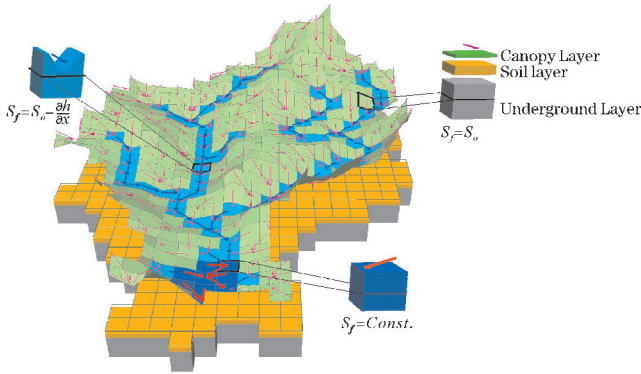 Canopy Layer
Soil layer
Underground Layer
S_f=S_o
S_f=S_o-∂h/∂x
S_f=Const.